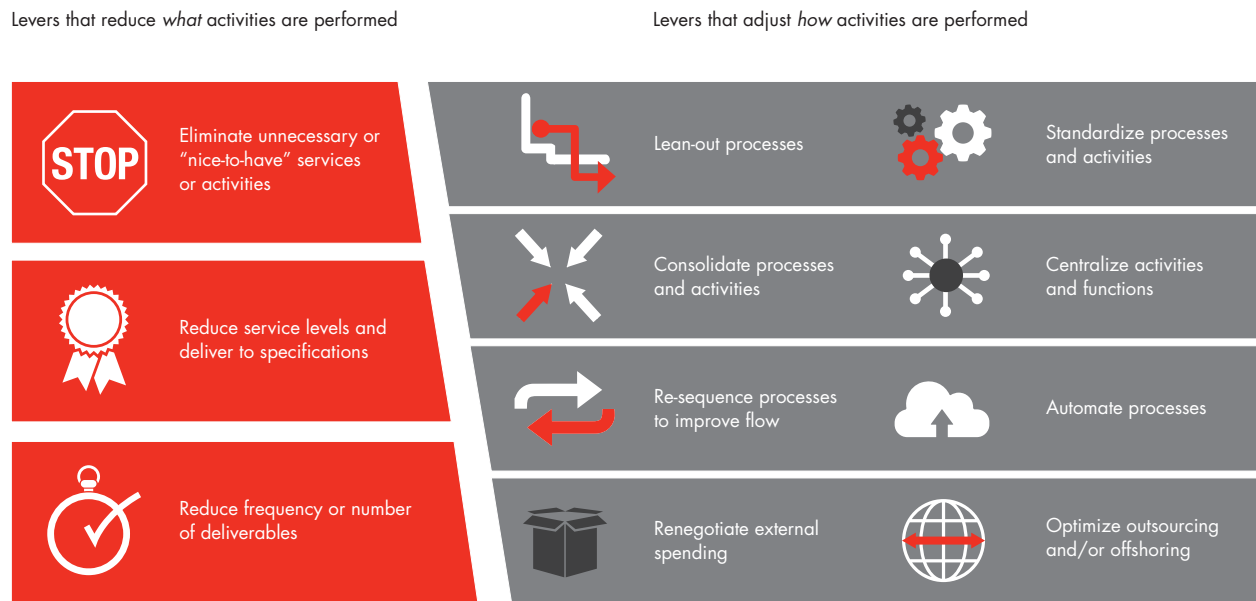 Levers that reduce what activities are performed
Levers that adjust how activities are performed
STOP
Eliminate unnecessary or
“nice-to-have” services
or activities
Reduce service levels and
deliver to specifications
Reduce frequency or number
of deliverables
Lean-out processes
Standardize processes
and activities
Consolidate processes
and activities
Centralize activities
and functions
Re-sequence processes
to improve flow
Automate processes
Renegotiate external
spending
Optimize outsourcing
and/or offshoring